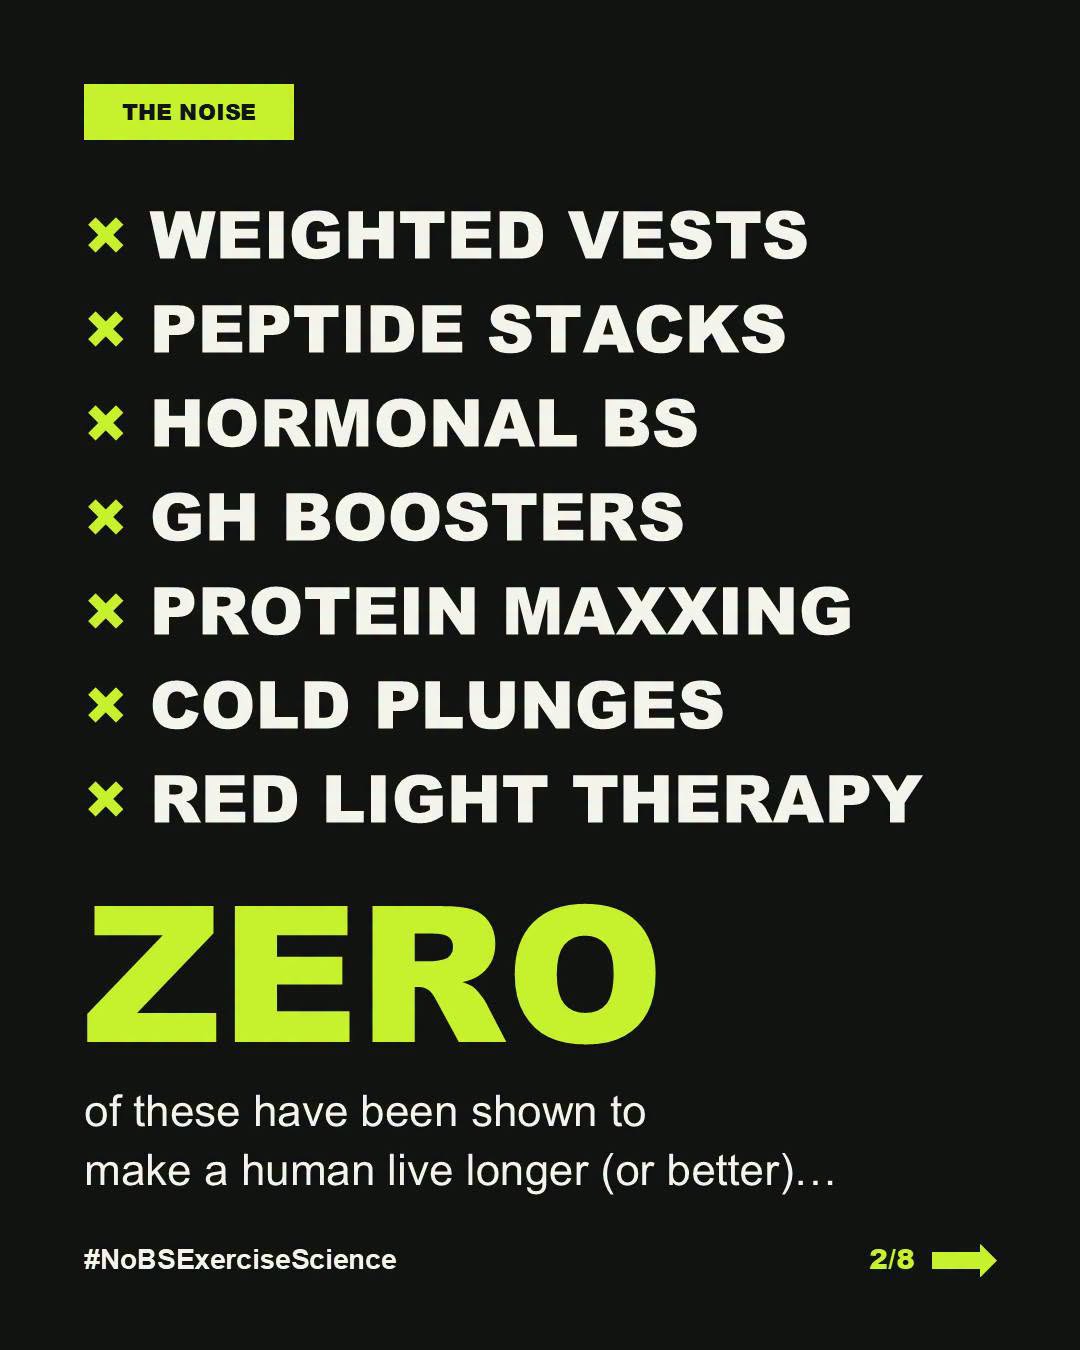 THE NOISE
✖ WEIGHTED VESTS
✖ PEPTIDE STACKS
✖ HORMONAL BS
✖ GH BOOSTERS
✖ PROTEIN MAXXING
✖ COLD PLUNGES
✖ RED LIGHT THERAPY
ZERO
of these have been shown to
make a human live longer (or better)…
#NoBSExerciseScience
2/8